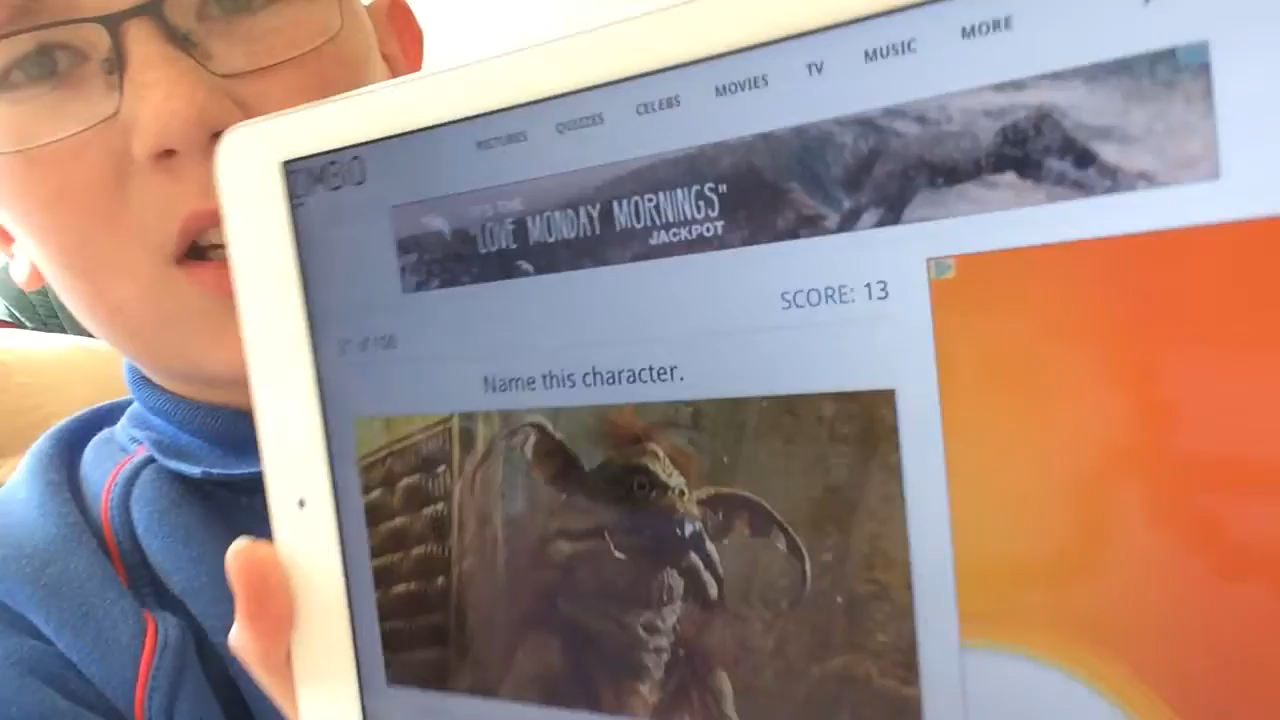 PICTURES QUIZZES CELEBS MOVIES TV MUSIC MORE
LOVE MONDAY MORNINGS"
JACKPOT
SCORE: 13
Name this character.